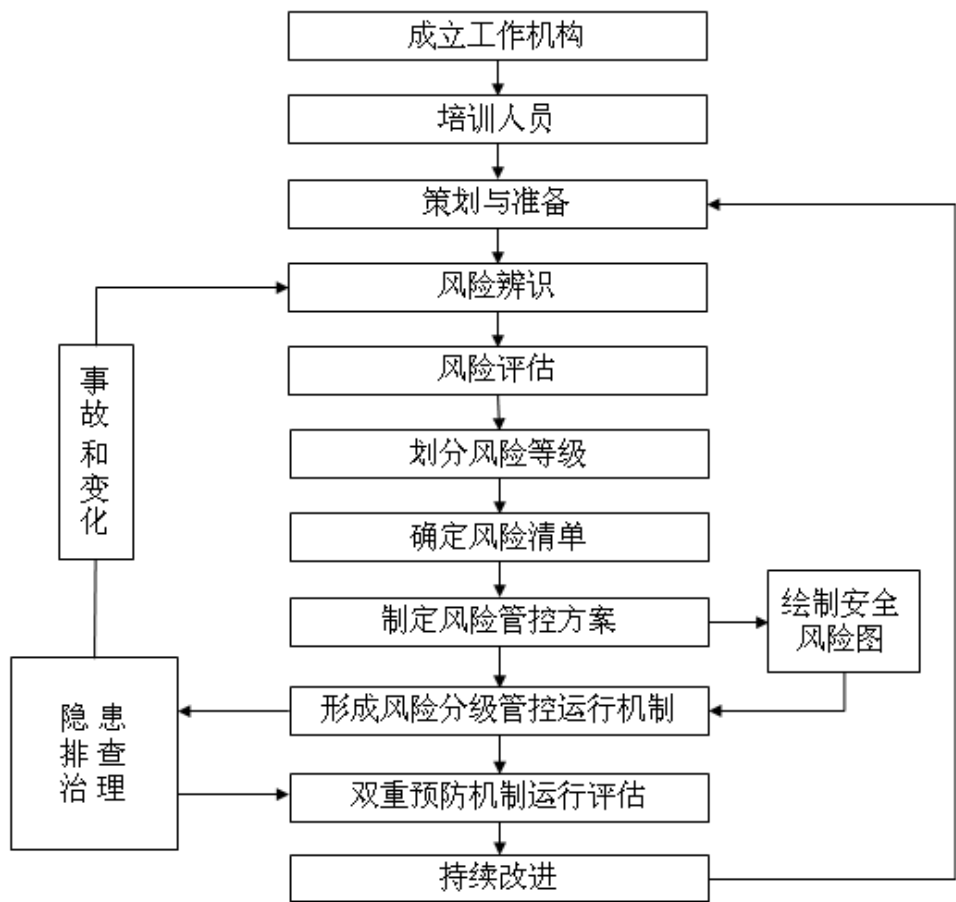 成立工作机构
培训人员
策划与准备
风险辨识
风险评估
划分风险等级
确定风险清单
制定风险管控方案
绘制安全
风险图
形成风险分级管控运行机制
双重预防机制运行评估
持续改进
事故和变化
隐患
排查
治理